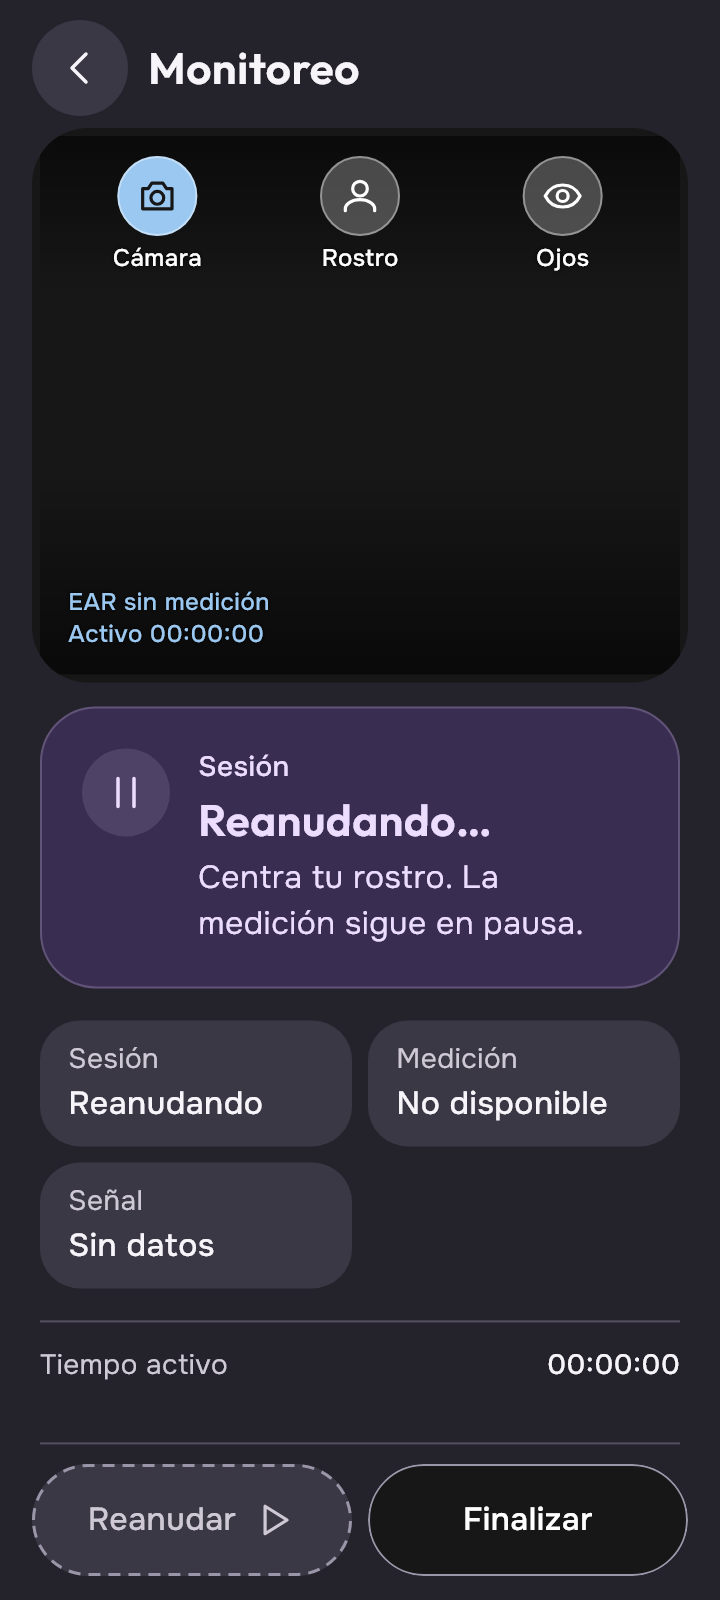 Monitoreo
Cámara
Rostro
Ojos
EAR sin medición
Activo 00:00:00
Sesión
Reanudando...
Centra tu rostro. La
medición sigue en pausa.
Sesión
Reanudando
Medición
No disponible
Señal
Sin datos
Tiempo activo
00:00:00
Reanudar
Finalizar